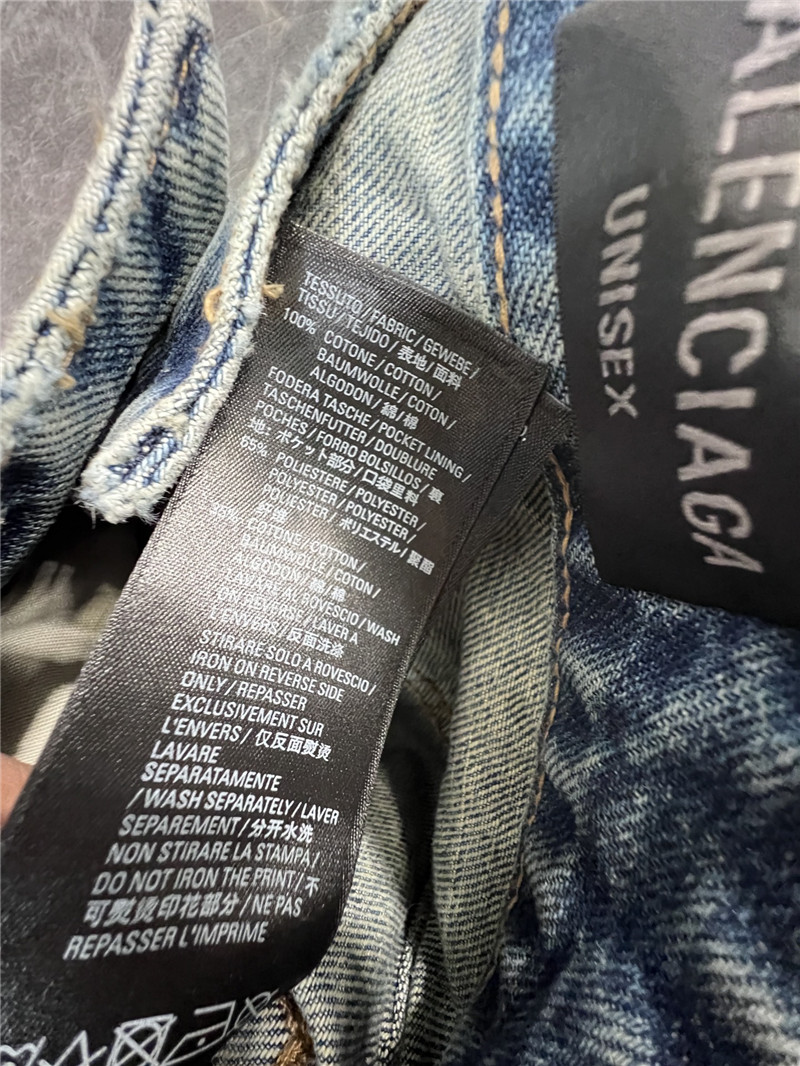 TESSUTO / FABRIC / GEWEBE /
TISSU / TEJIDO / 表地 / 面料
100% COTONE / COTTON /
BAUMWOLLE / COTON /
ALGODON / 綿 / 棉
FODERA TASCHE / POCKET LINING /
TASCHENFUTTER / DOUBLURE
POCHES / FORRO BOLSILLOS / 裏
地, ポケット部分 / 口袋里料
65% POLIESTERE / POLYESTER /
POLYESTER / POLYESTER /
POLIESTER / ポリエステル / 聚酯
COTONE / COTTON /
BAUMWOLLE / COTON /
ALGODON / 綿 / 棉
LAVARE A ROVESCIO / WASH
ON REVERSE / LAVER A
L'ENVERS / 反面洗涤
STIRARE SOLO A ROVESCIO /
IRON ON REVERSE SIDE
ONLY / REPASSER
EXCLUSIVEMENT SUR
L'ENVERS / 仅反面熨烫
LAVARE
SEPARATAMENTE
/ WASH SEPARATELY / LAVER
SEPAREMENT / 分开水洗
NON STIRARE LA STAMPA /
DO NOT IRON THE PRINT / 不
可熨烫印花部分 / NE PAS
REPASSER L'IMPRIME
ALENCIAGA
UNISEX